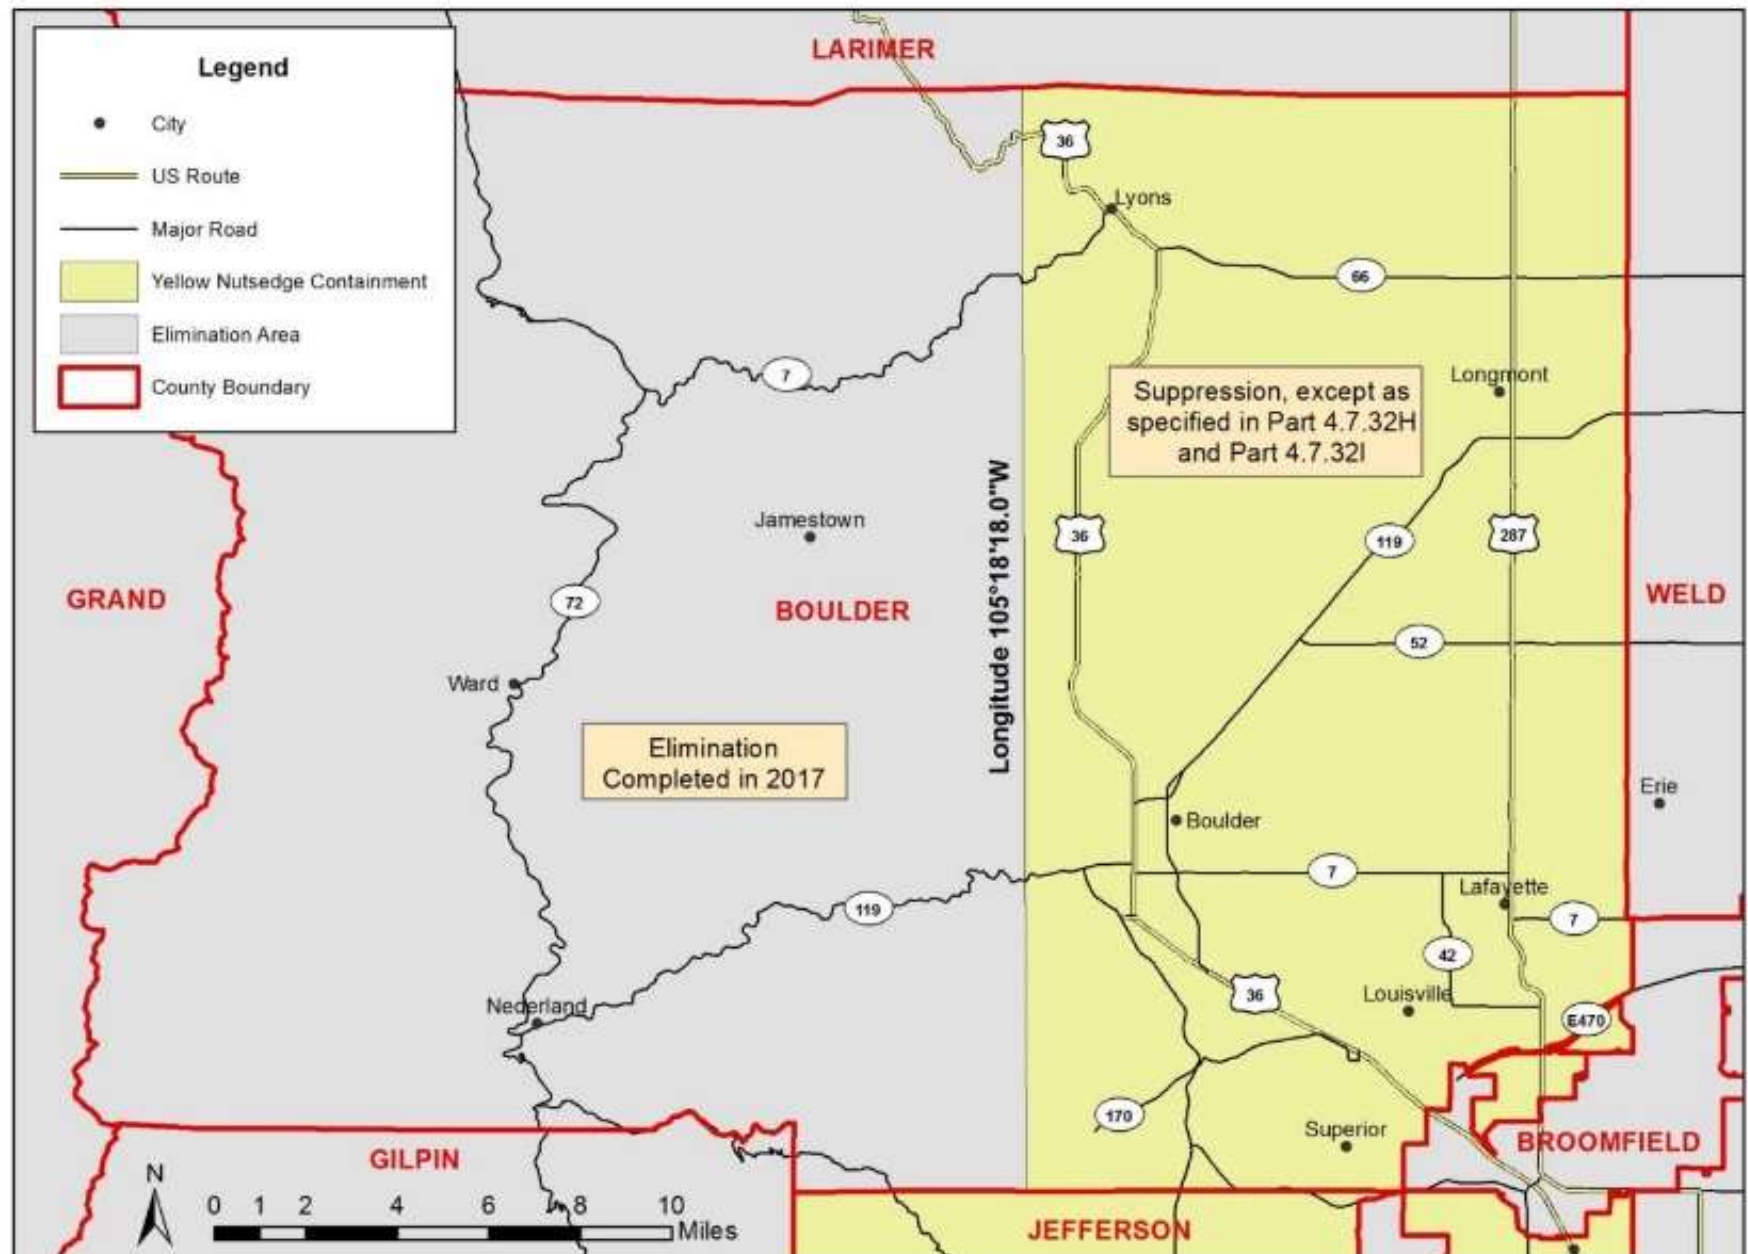 LARIMER
Legend
City
US Route
Major Road
Yellow Nutsedge Containment
Elimination Area
County Boundary
36
Lyons
66
7
Longmont
Suppression, except as
specified in Part 4.7.32H
and Part 4.7.32I
Longitude 105°18'18.0"W
Jamestown
36
119
287
GRAND
72
BOULDER
WELD
52
Ward
Elimination
Completed in 2017
Erie
Boulder
7
Lafayette
119
7
42
Nederland
36
Louisville
E470
170
Superior
BROOMFIELD
GILPIN
N
0 1 2 4 6 8 10
Miles
JEFFERSON